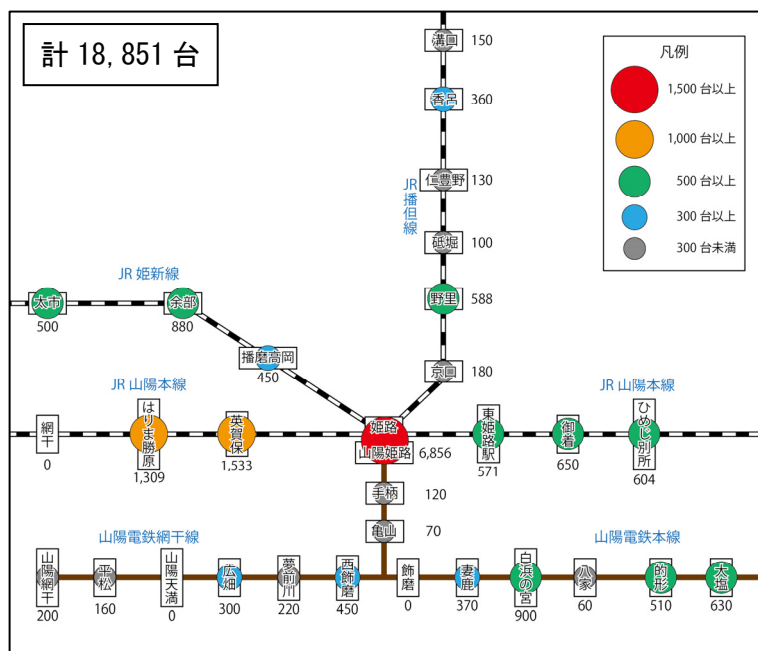 計 18,851 台
凡例
1,500 台以上
1,000 台以上
500 台以上
300 台以上
300 台未満
溝口
150
香呂
360
仁豊野
130
JR播但線
砥堀
100
野里
588
京口
180
JR 姫新線
太市
500
余部
880
播磨高岡
450
JR 山陽本線
JR 山陽本線
網干
0
はりま勝原
1,309
英賀保
1,533
姫路
山陽姫路
6,856
東姫路駅
571
御着
650
ひめじ別所
604
手柄
120
亀山
70
山陽電鉄網干線
山陽電鉄本線
山陽網干
200
平松
160
山陽天満
0
広畑
300
夢前川
220
西飾磨
450
飾磨
0
妻鹿
370
白浜の宮
900
八家
60
的形
510
大塩
630